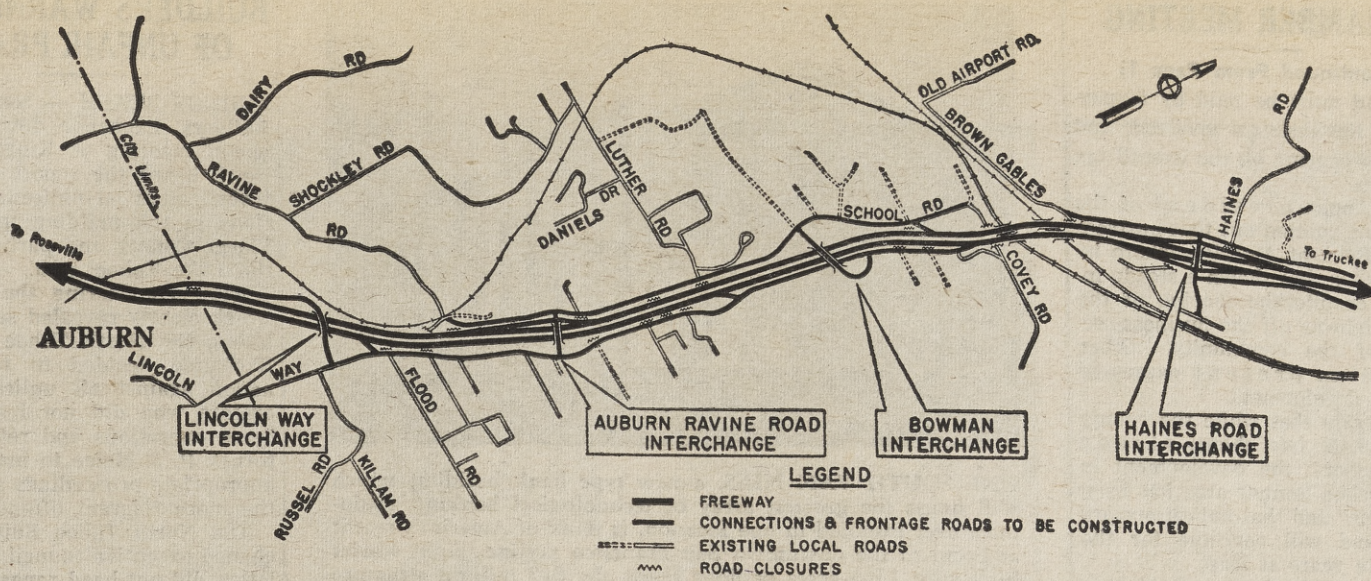 DAIRY RD
RAVINE
RD
SHOCKLEY RD
City Limits
To Roseville
AUBURN
LINCOLN
WAY
LINCOLN WAY
INTERCHANGE
RUSSEL RD
KILLAM RD
FLOOD
RD
DANIELS DR
LUTHER
RD
AUBURN RAVINE ROAD
INTERCHANGE
SCHOOL RD
OLD AIRPORT RD.
BROWN GABLES
COVEY RD
BOWMAN
INTERCHANGE
HAINES
RD
To Truckee
HAINES ROAD
INTERCHANGE
LEGEND
FREEWAY
CONNECTIONS & FRONTAGE ROADS TO BE CONSTRUCTED
EXISTING LOCAL ROADS
ROAD CLOSURES